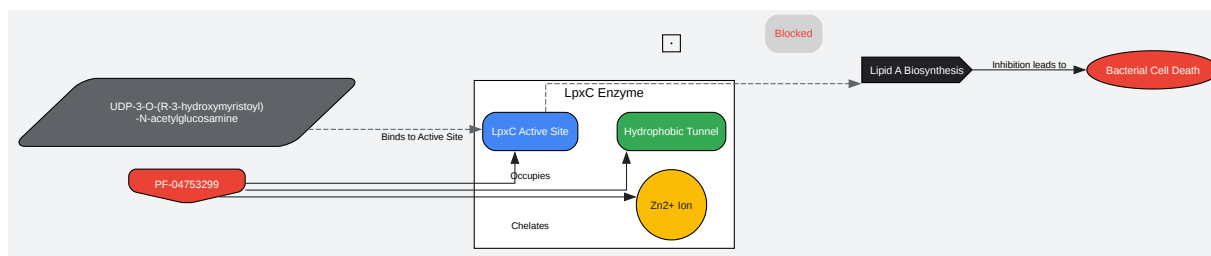 Blocked
Lipid A Biosynthesis
Inhibition leads to
Bacterial Cell Death
LpxC Enzyme
UDP-3-O-(R-3-hydroxymyristoyl)
-N-acetylglucosamine
Binds to Active Site
LpxC Active Site
Hydrophobic Tunnel
PF-04753299
Occupies
Zn2+ Ion
Chelates